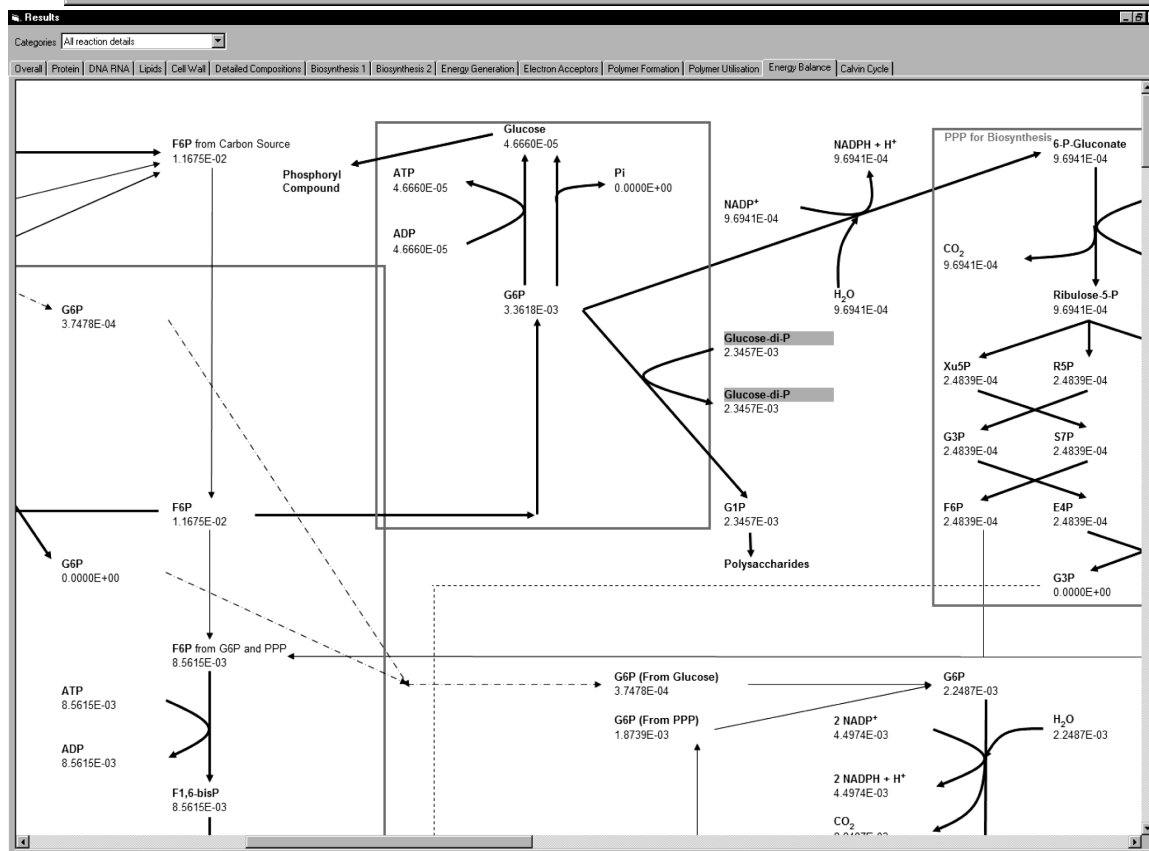 Results
Categories All reaction details
Overall Protein DNA RNA Lipids Cell Wall Detailed Compositions Biosynthesis 1 Biosynthesis 2 Energy Generation Electron Acceptors Polymer Formation Polymer Utilisation Energy Balance Calvin Cycle
F6P from Carbon Source
1.1675E-02
Glucose
4.6660E-05
Phosphoryl
Compound
ATP
4.6660E-05
ADP
4.6660E-05
Pi
0.0000E+00
G6P
3.3618E-03
NADPH + H⁺
9.6941E-04
NADP⁺
9.6941E-04
H₂O
9.6941E-04
PPP for Biosynthesis
6-P-Gluconate
9.6941E-04
CO₂
9.6941E-04
Ribulose-5-P
9.6941E-04
G6P
3.7478E-04
Glucose-di-P
2.3457E-03
Glucose-di-P
2.3457E-03
Xu5P
2.4839E-04
R5P
2.4839E-04
G3P
2.4839E-04
S7P
2.4839E-04
F6P
2.4839E-04
E4P
2.4839E-04
G3P
0.0000E+00
F6P
1.1675E-02
G6P
0.0000E+00
G1P
2.3457E-03
Polysaccharides
F6P from G6P and PPP
8.5615E-03
ATP
8.5615E-03
ADP
8.5615E-03
F1,6-bisP
8.5615E-03
G6P (From Glucose)
3.7478E-04
G6P (From PPP)
1.8739E-03
G6P
2.2487E-03
2 NADP⁺
4.4974E-03
H₂O
2.2487E-03
2 NADPH + H⁺
4.4974E-03
CO₂